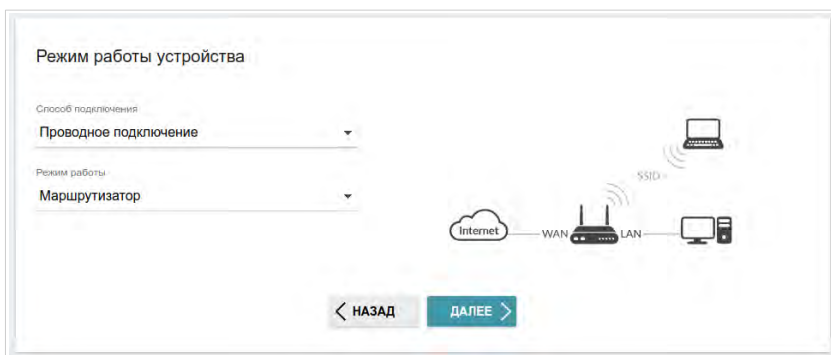 Режим работы устройства
Способ подключения
Проводное подключение
Режим работы
Маршрутизатор
SSID
Internet
WAN
LAN
НАЗАД
ДАЛЕЕ